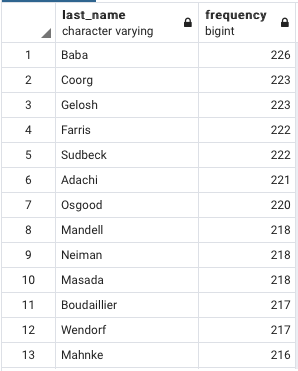 last_name frequency
character varying bigint
1 Baba 226
2 Coorg 223
3 Gelosh 223
4 Farris 222
5 Sudbeck 222
6 Adachi 221
7 Osgood 220
8 Mandell 218
9 Neiman 218
10 Masada 218
11 Boudaillier 217
12 Wendorf 217
13 Mahnke 216